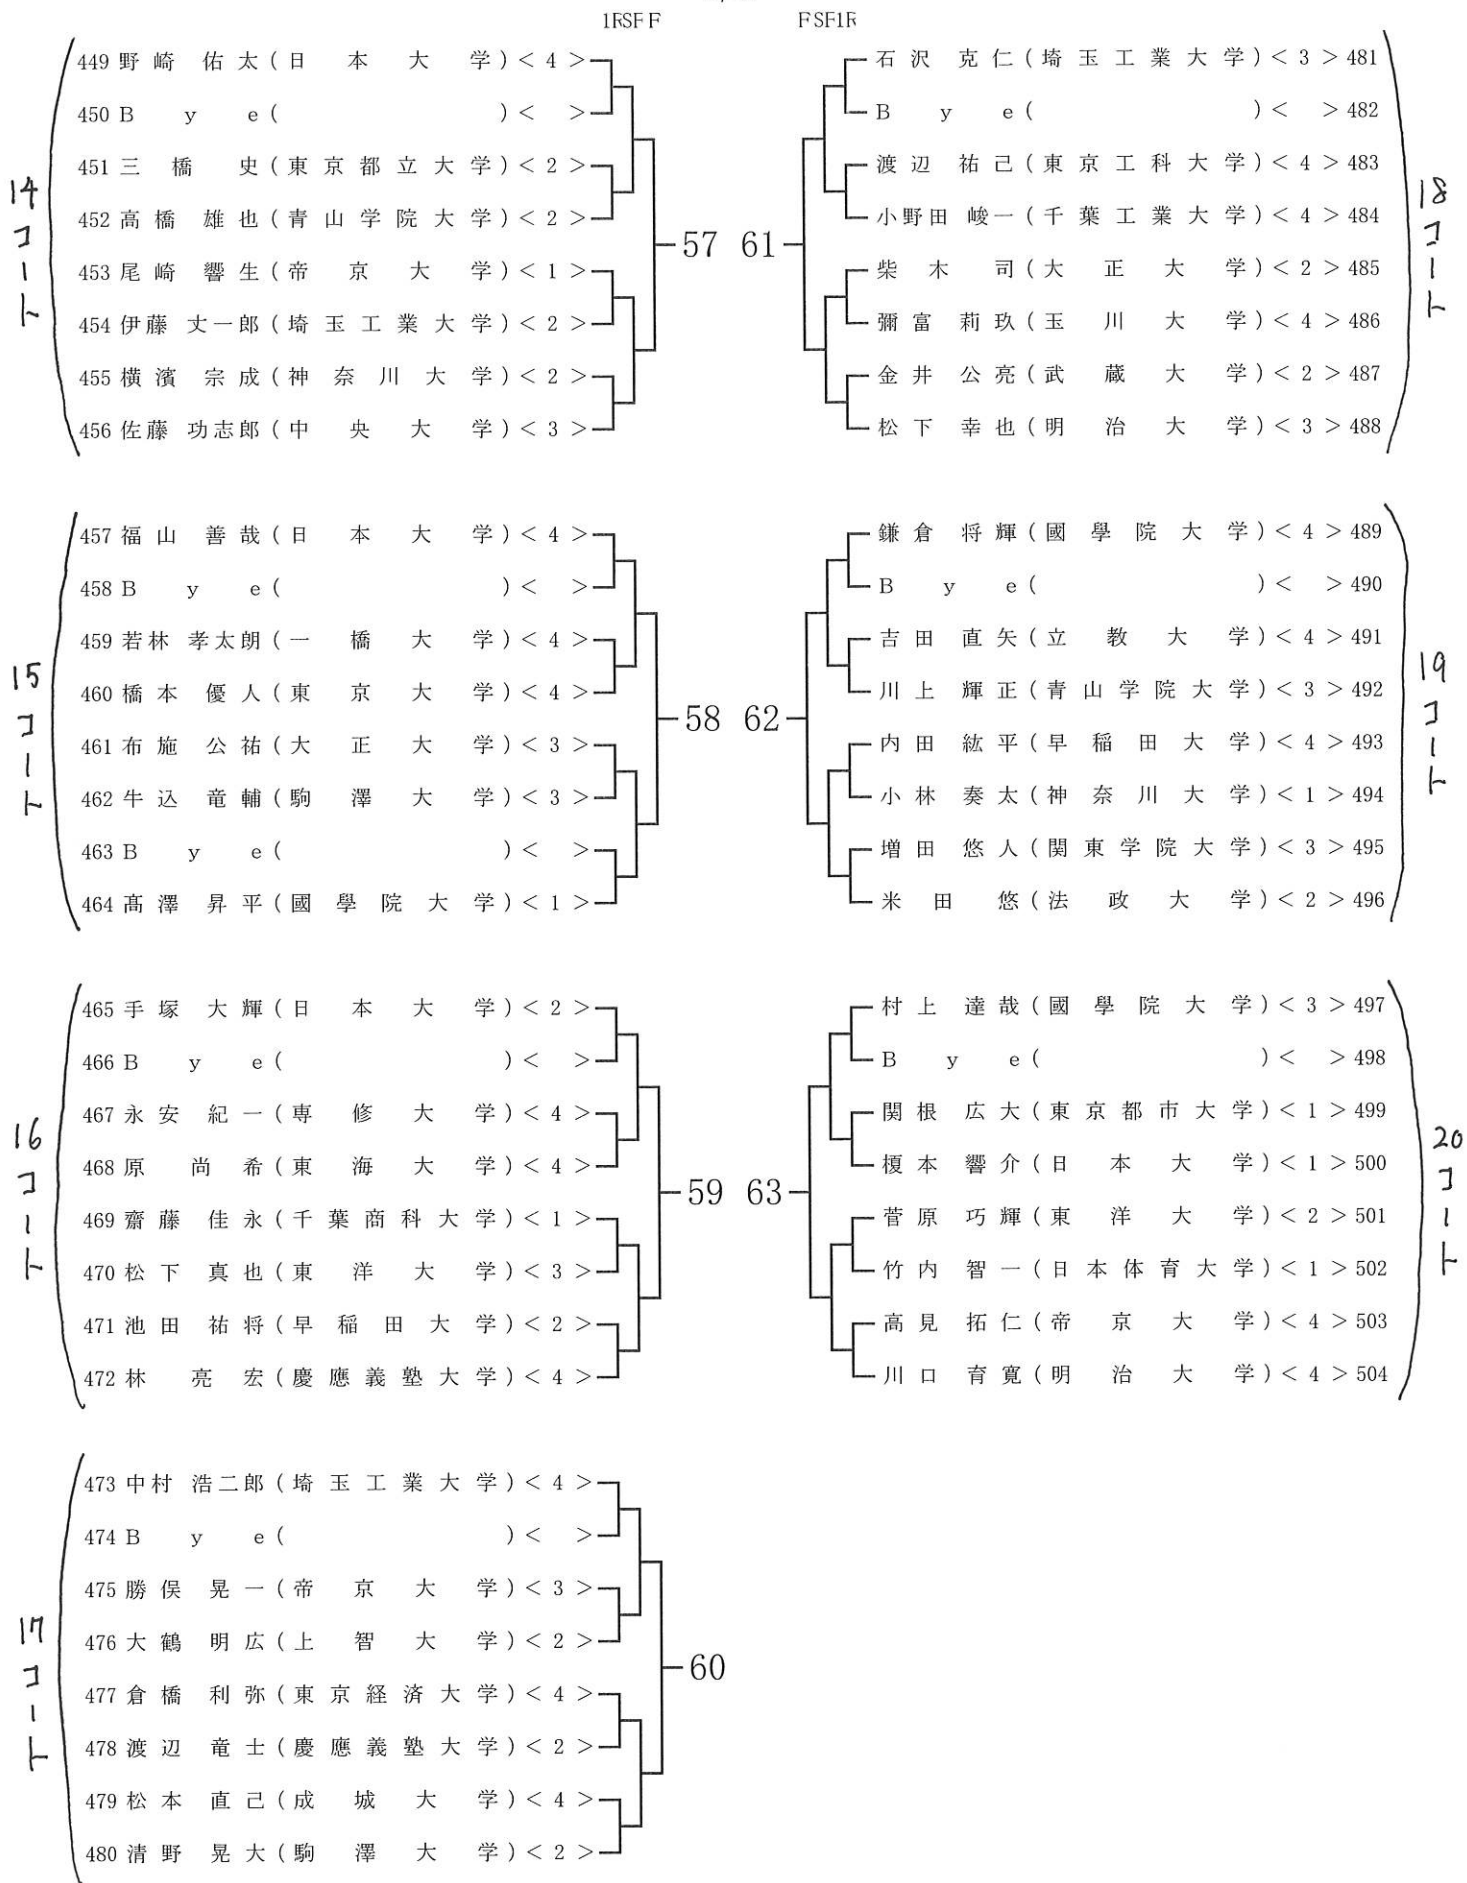 1RSF F
449 野崎 佑太 (日本大学) < 4 >
450 Bye ( ) < >
451 三橋 史 (東京都立大学) < 2 >
452 高橋 雄也 (青山学院大学) < 2 >
453 尾崎 響生 (帝京大学) < 1 >
454 伊藤 丈一郎 (埼玉工業大学) < 2 >
455 横濱 宗成 (神奈川大学) < 2 >
456 佐藤 功志郎 (中央大学) < 3 >
14コート
57
457 福山 善哉 (日本大学) < 4 >
458 Bye ( ) < >
459 若林 孝太朗 (一橋大学) < 4 >
460 橋本 優人 (東京大学) < 4 >
461 布施 公祐 (大正大学) < 3 >
462 牛込 竜輔 (駒澤大学) < 3 >
463 Bye ( ) < >
464 髙澤 昇平 (國學院大学) < 1 >
15コート
58
465 手塚 大輝 (日本大学) < 2 >
466 Bye ( ) < >
467 永安 紀一 (専修大学) < 4 >
468 原 尚希 (東海大学) < 4 >
469 齋藤 佳永 (千葉商科大学) < 1 >
470 松下 真也 (東洋大学) < 3 >
471 池田 祐将 (早稲田大学) < 2 >
472 林 亮宏 (慶應義塾大学) < 4 >
16コート
59
473 中村 浩二郎 (埼玉工業大学) < 4 >
474 Bye ( ) < >
475 勝俣 晃一 (帝京大学) < 3 >
476 大鶴 明広 (上智大学) < 2 >
477 倉橋 利弥 (東京経済大学) < 4 >
478 渡辺 竜士 (慶應義塾大学) < 2 >
479 松本 直己 (成城大学) < 4 >
480 清野 晃大 (駒澤大学) < 2 >
17コート
60
F SF1R
石沢 克仁 (埼玉工業大学) < 3 > 481
Bye ( ) < > 482
渡辺 祐己 (東京工科大学) < 4 > 483
小野田 峻一 (千葉工業大学) < 4 > 484
柴木 司 (大正大学) < 2 > 485
彌富 莉玖 (玉川大学) < 4 > 486
金井 公亮 (武蔵大学) < 2 > 487
松下 幸也 (明治大学) < 3 > 488
18コート
61
鎌倉 将輝 (國學院大学) < 4 > 489
Bye ( ) < > 490
吉田 直矢 (立教大学) < 4 > 491
川上 輝正 (青山学院大学) < 3 > 492
内田 紘平 (早稲田大学) < 4 > 493
小林 奏太 (神奈川大学) < 1 > 494
増田 悠人 (関東学院大学) < 3 > 495
米田 悠 (法政大学) < 2 > 496
19コート
62
村上 達哉 (國學院大学) < 3 > 497
Bye ( ) < > 498
関根 広大 (東京都市大学) < 1 > 499
榎本 響介 (日本大学) < 1 > 500
菅原 巧輝 (東洋大学) < 2 > 501
竹内 智一 (日本体育大学) < 1 > 502
高見 拓仁 (帝京大学) < 4 > 503
川口 育寛 (明治大学) < 4 > 504
20コート
63